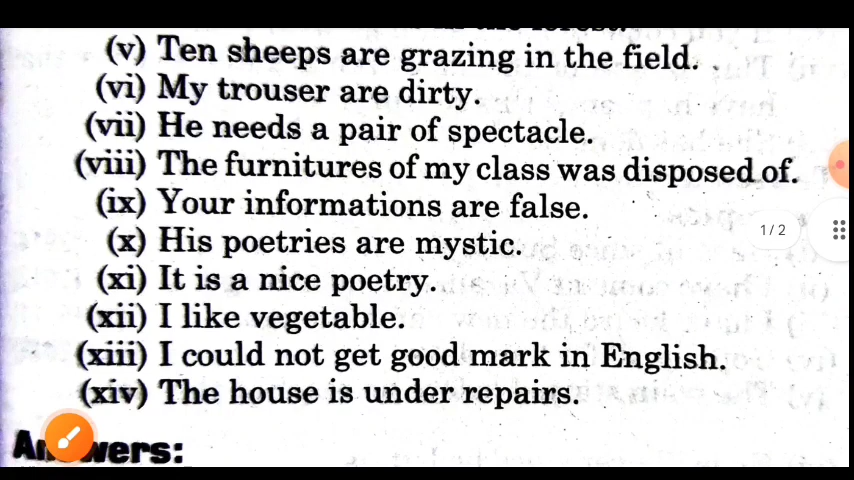 (v) Ten sheeps are grazing in the field.
(vi) My trouser are dirty.
(vii) He needs a pair of spectacle.
(viii) The furnitures of my class was disposed of.
(ix) Your informations are false.
1/2
(x) His poetries are mystic.
(xi) It is a nice poetry.
(xii) I like vegetable.
(xiii) I could not get good mark in English.
(xiv) The house is under repairs.